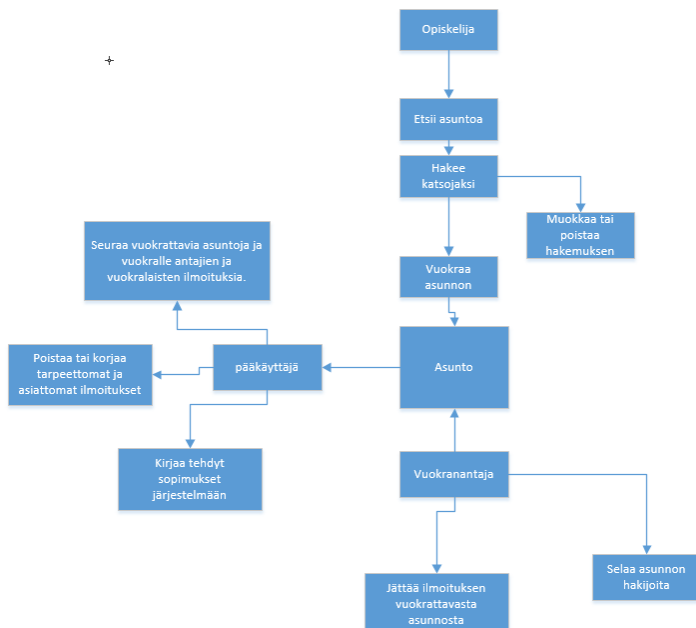 Opiskelija
Etsii asuntoa
Hakee
katsojaksi
Muokkaa tai
poistaa
hakemuksen
Seuraa vuokrattavia asuntoja ja
vuokralle antajien ja
vuokralaisten ilmoituksia.
Vuokraa
asunnon
Poistaa tai korjaa
tarpeettomat ja
asiattomat ilmoitukset
pääkäyttäjä
Asunto
Kirjaa tehdyt
sopimukset
järjestelmään
Vuokranantaja
Selaa asunnon
hakijoita
Jättää ilmoituksen
vuokrattavasta
asunnosta